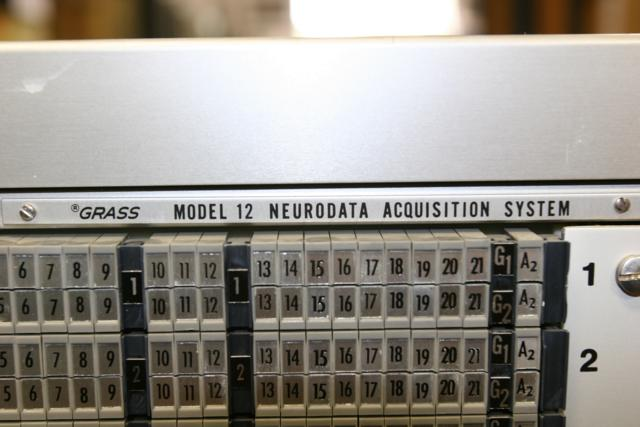 ®GRASS MODEL 12 NEURODATA ACQUISITION SYSTEM
6 7 8 9 10 11 12 13 14 15 16 17 18 19 20 21 G1 A2
1 1 1
5 6 7 8 9 10 11 12 13 14 15 16 17 18 19 20 21 G2 A2
5 6 7 8 9 10 11 12 13 14 15 16 17 18 19 20 21 G1 A2
2 2 2
5 6 7 8 9 10 11 12 13 14 15 16 17 18 19 20 21 G2 A2